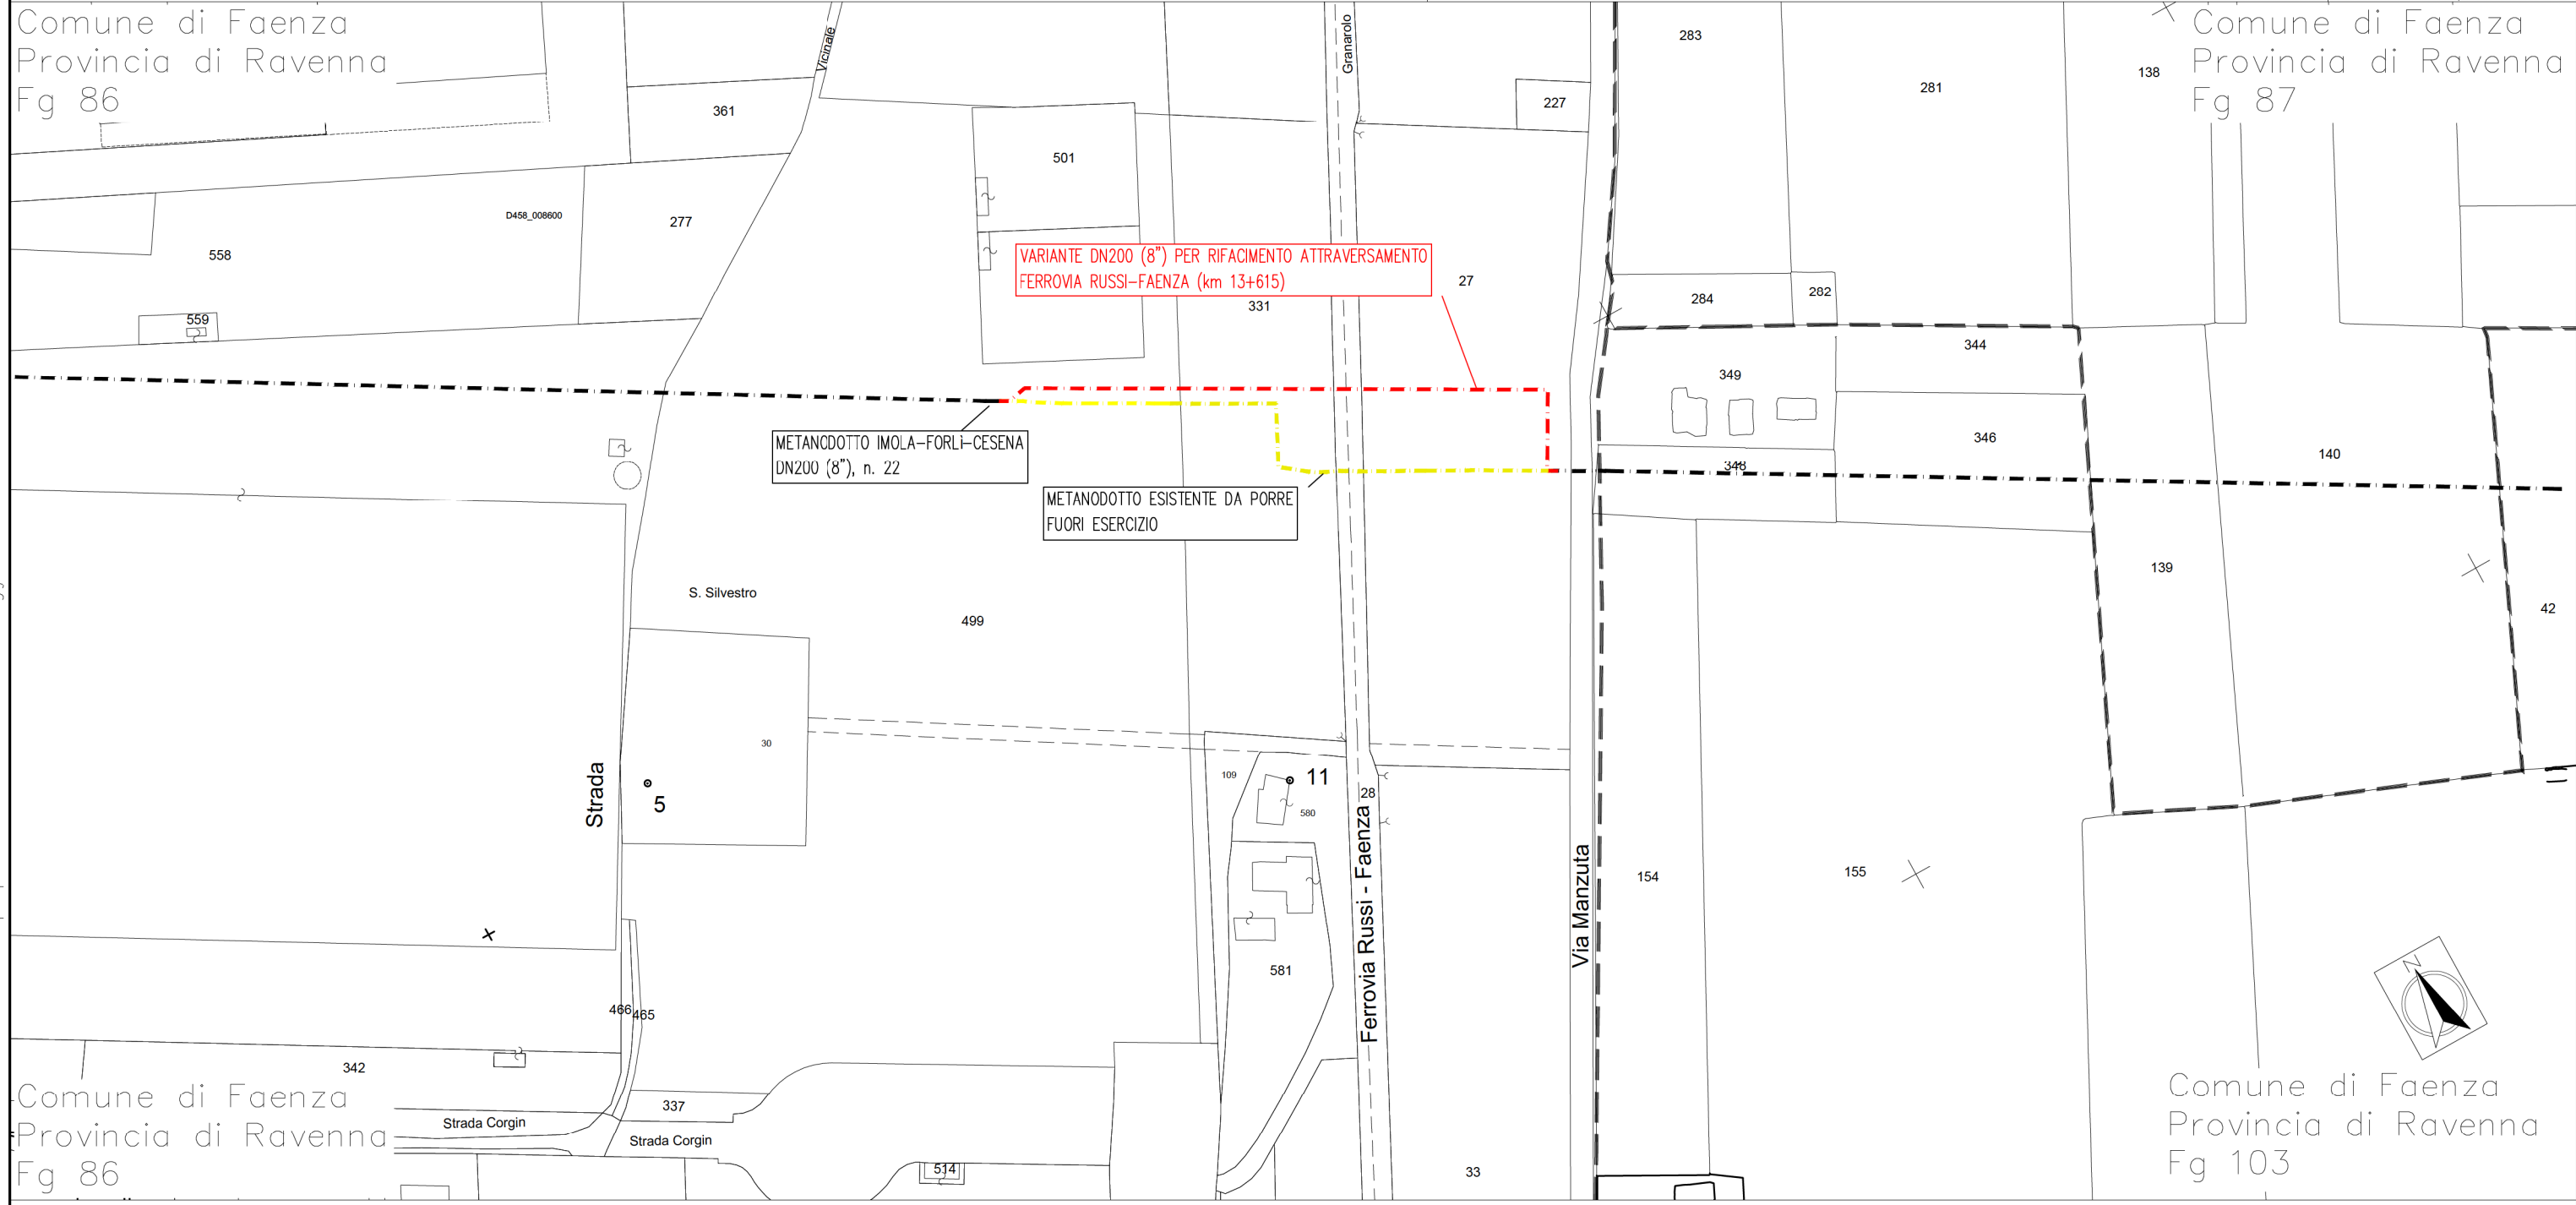 Comune di Faenza
Provincia di Ravenna
Fg 86
Vicinale
Granarolo
Comune di Faenza
Provincia di Ravenna
Fg 87
283
281
138
361
227
501
D458_008600
277
558
559
VARIANTE DN200 (8") PER RIFACIMENTO ATTRAVERSAMENTO
FERROVIA RUSSI-FAENZA (km 13+615)
331
27
284
282
344
349
346
348
140
METANODOTTO IMOLA-FORLÌ-CESENA
DN200 (8"), n. 22
METANODOTTO ESISTENTE DA PORRE
FUORI ESERCIZIO
139
42
S. Silvestro
499
30
Strada
5
109
11
580
28
Ferrovia Russi - Faenza
Via Manzuta
154
155
581
466
465
342
337
Strada Corgin
Strada Corgin
514
33
N
Comune di Faenza
Provincia di Ravenna
Fg 86
Comune di Faenza
Provincia di Ravenna
Fg 103